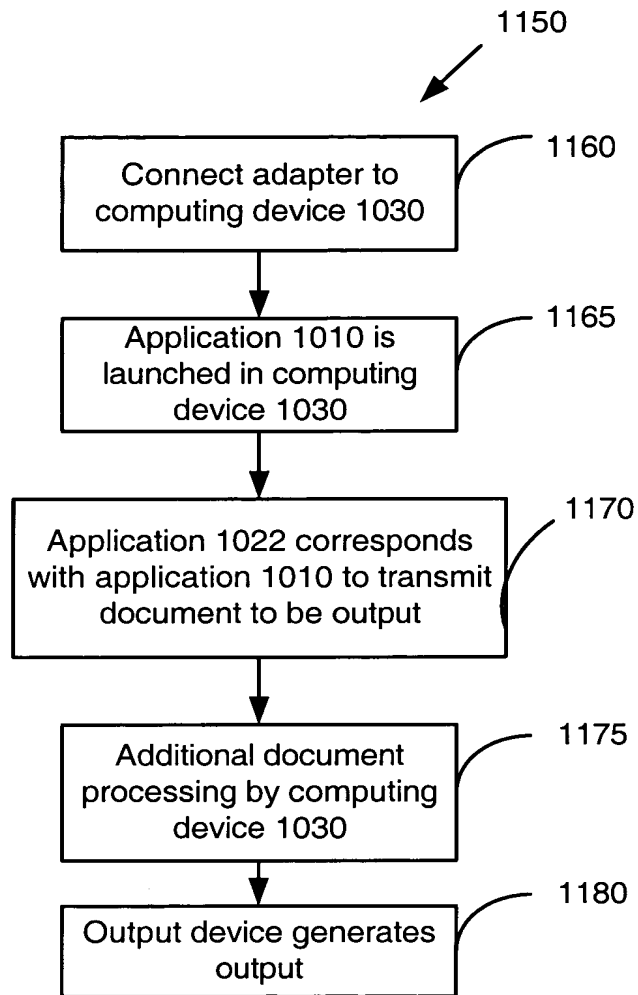 1150
1160
Connect adapter to
computing device 1030
1165
Application 1010 is
launched in computing
device 1030
1170
Application 1022 corresponds
with application 1010 to transmit
document to be output
1175
Additional document
processing by computing
device 1030
1180
Output device generates
output